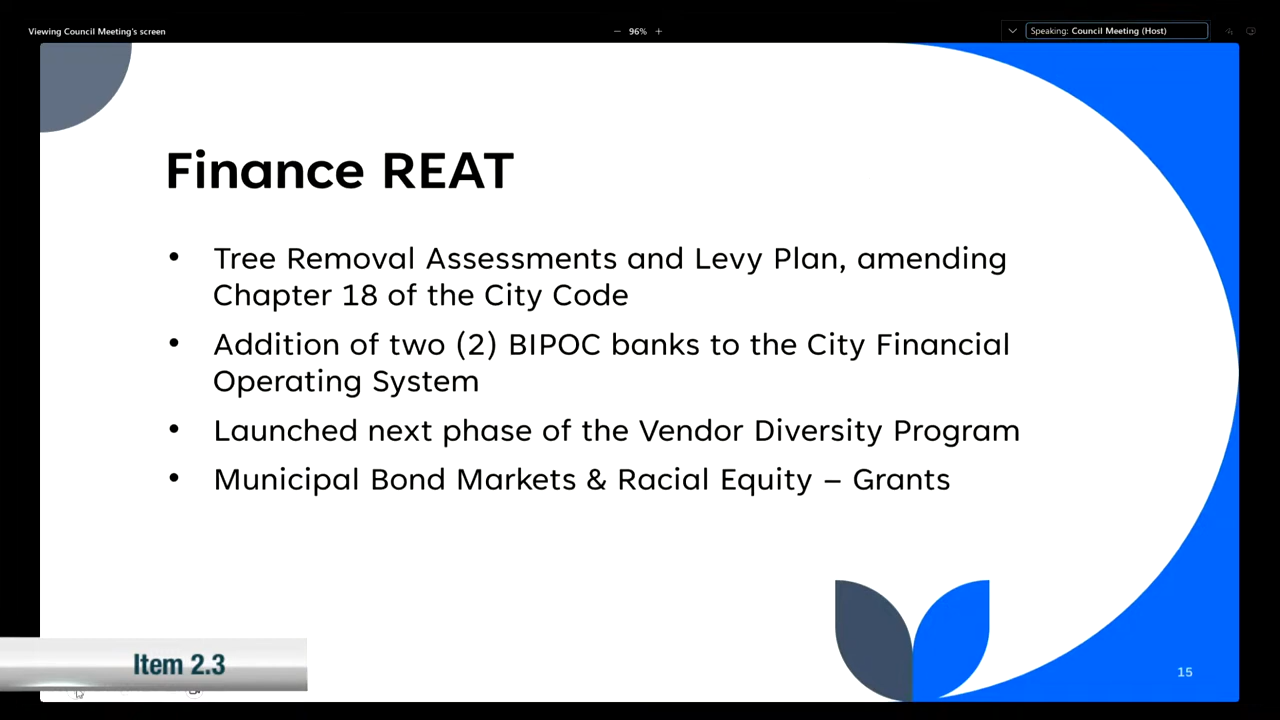 Viewing Council Meeting's screen
− 96% +
Speaking: Council Meeting (Host)
Finance REAT
• Tree Removal Assessments and Levy Plan, amending
Chapter 18 of the City Code
• Addition of two (2) BIPOC banks to the City Financial
Operating System
• Launched next phase of the Vendor Diversity Program
• Municipal Bond Markets & Racial Equity – Grants
Item 2.3
15